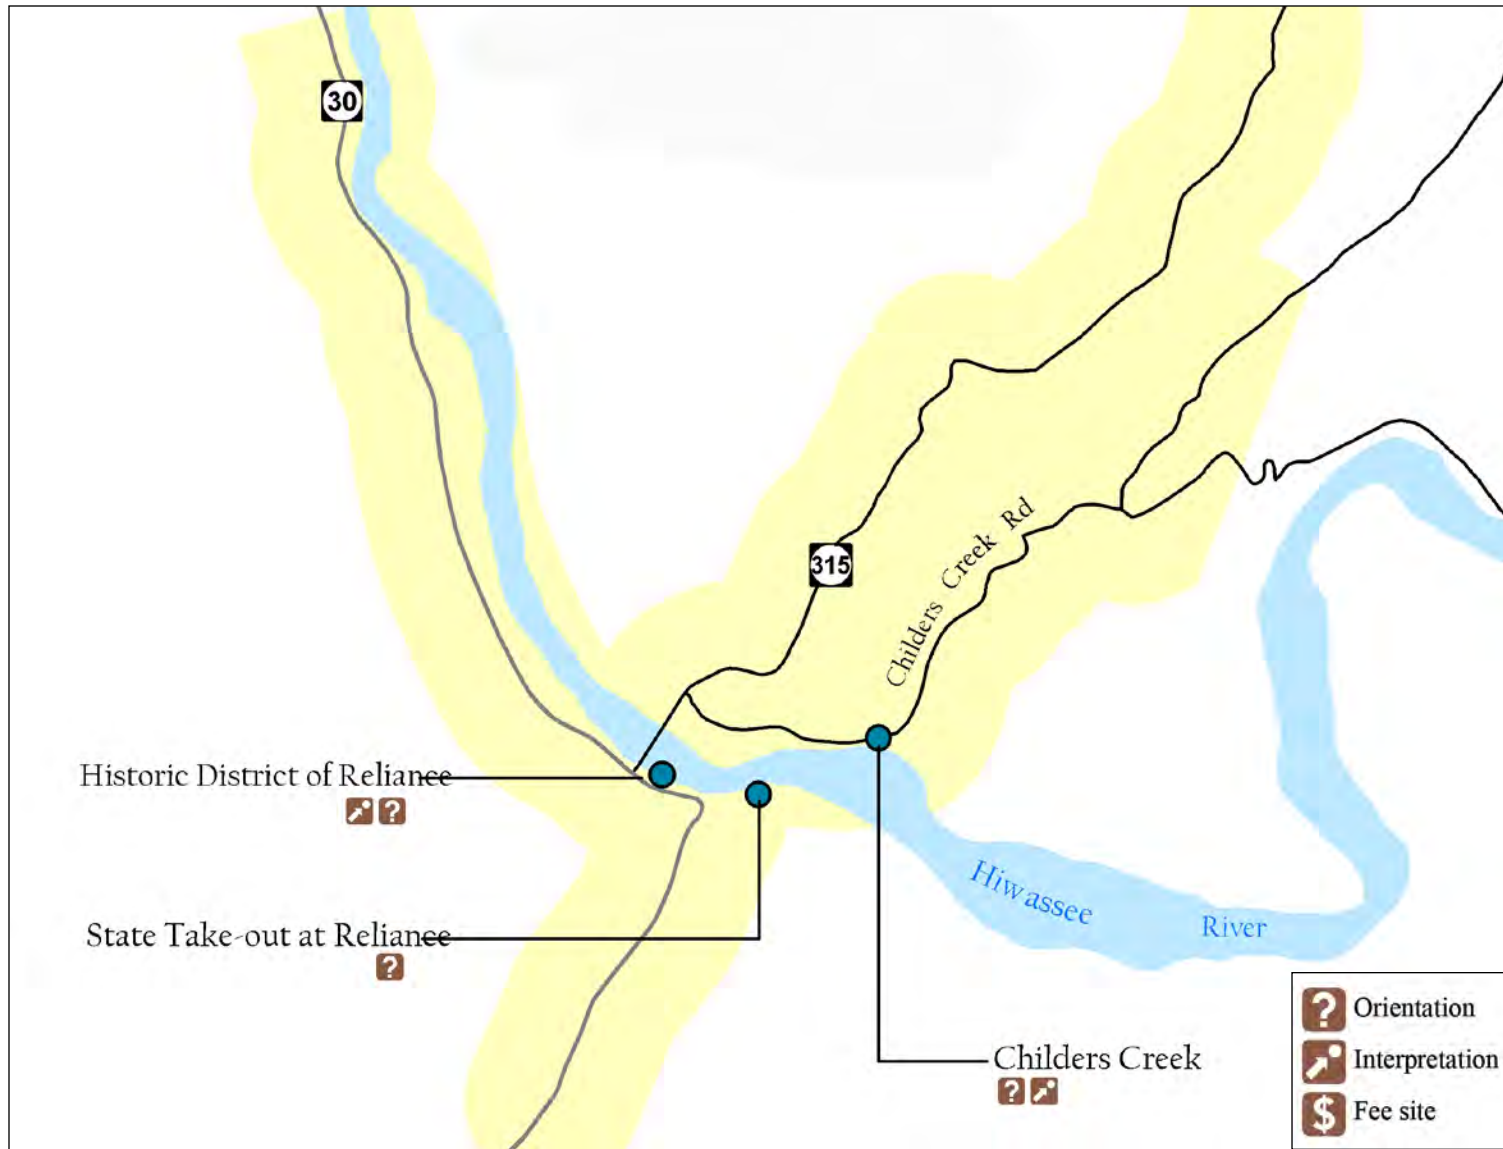 30
315
Childers Creek Rd
Historic District of Reliance
?
State Take-out at Reliance
?
Hiwassee River
Childers Creek
?
? Orientation
Interpretation
$ Fee site